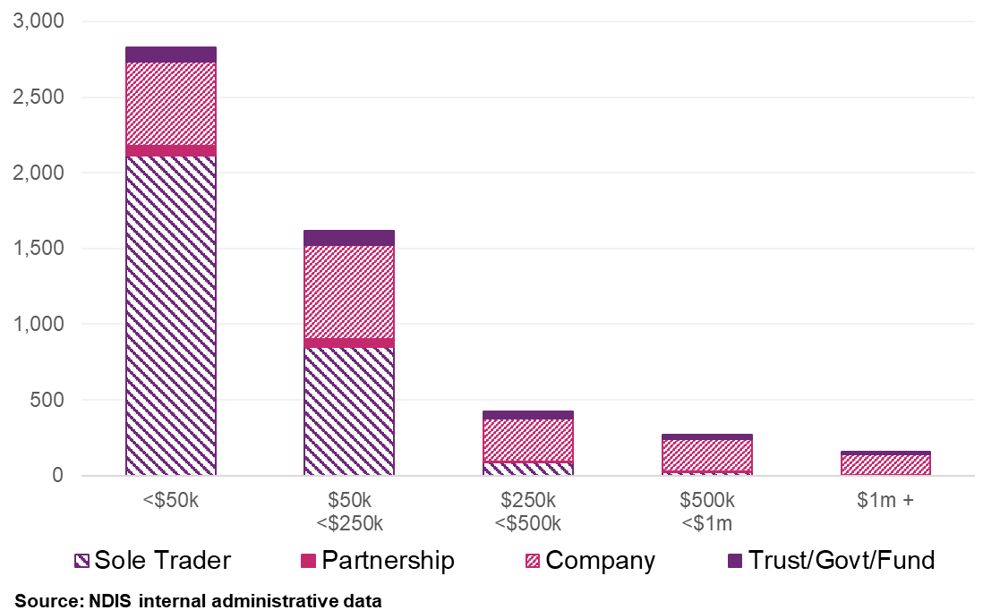 3,000
2,500
2,000
1,500
1,000
500
0
<$50k $50k $250k $500k $1m +
<$250k <$500k <$1m
Sole Trader Partnership Company Trust/Govt/Fund
Source: NDIS internal administrative data